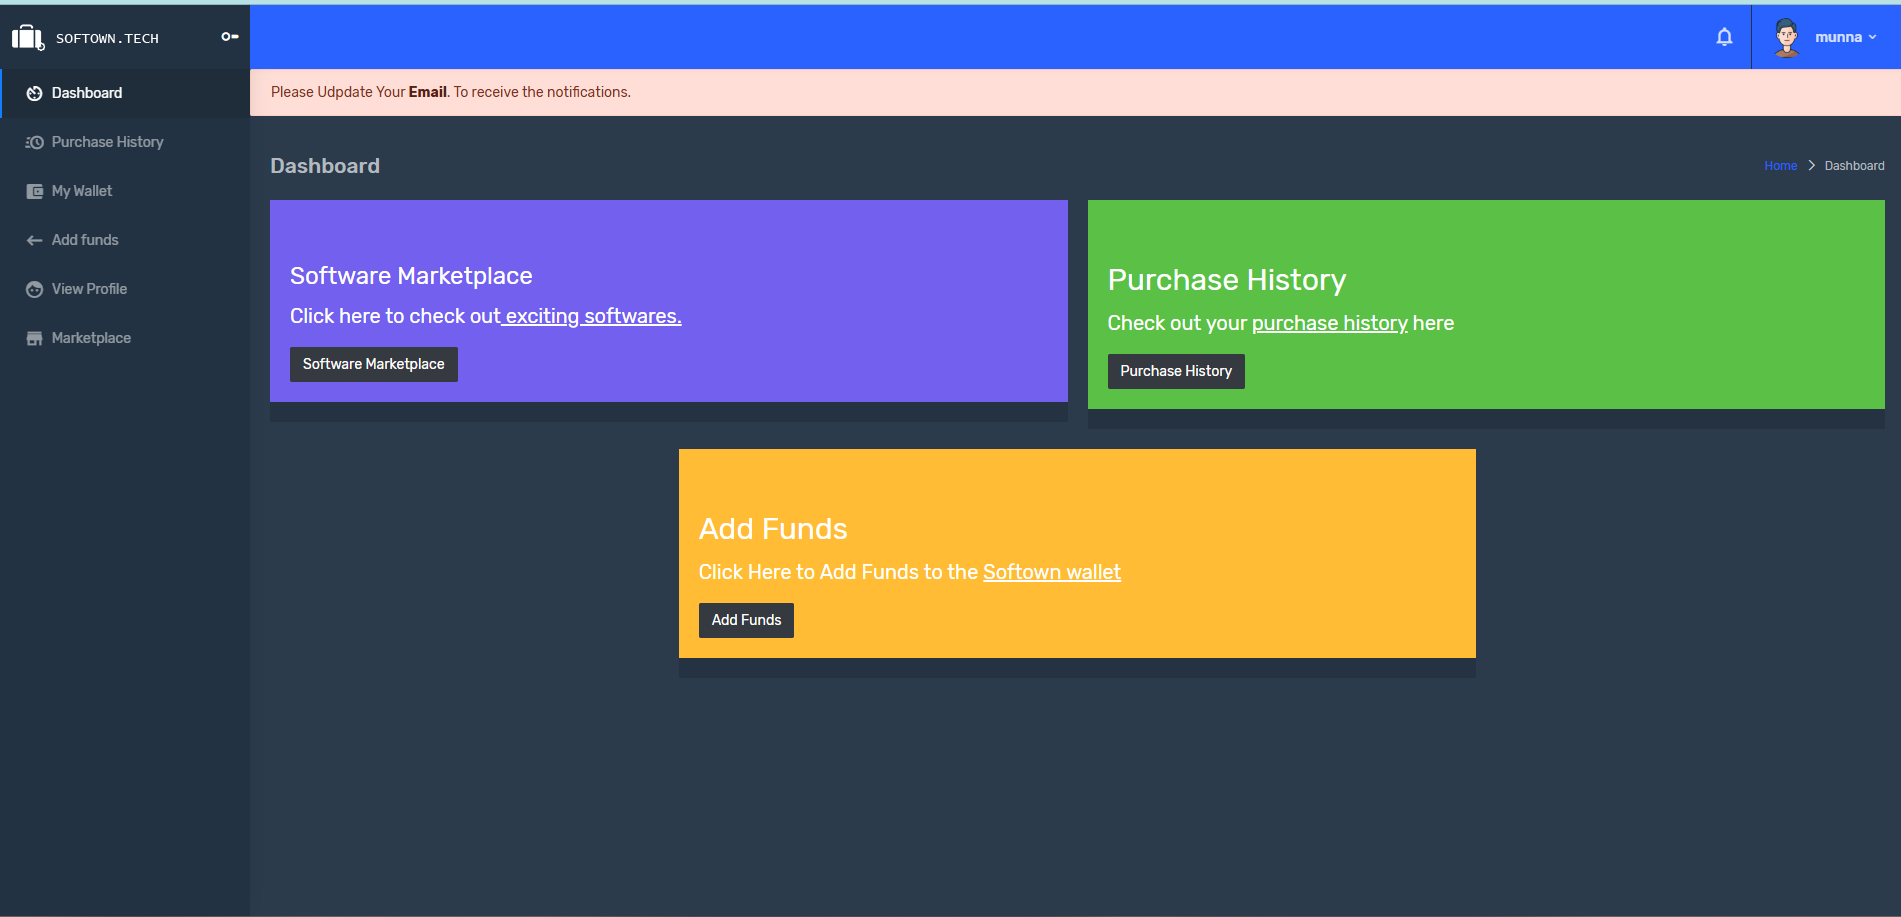 SOFTOWN.TECH
munna
Dashboard
Purchase History
My Wallet
Add funds
View Profile
Marketplace
Please Udpdate Your Email. To receive the notifications.
Dashboard
Home
Dashboard
Software Marketplace
Click here to check out exciting softwares.
Software Marketplace
Purchase History
Check out your purchase history here
Purchase History
Add Funds
Click Here to Add Funds to the Softown wallet
Add Funds